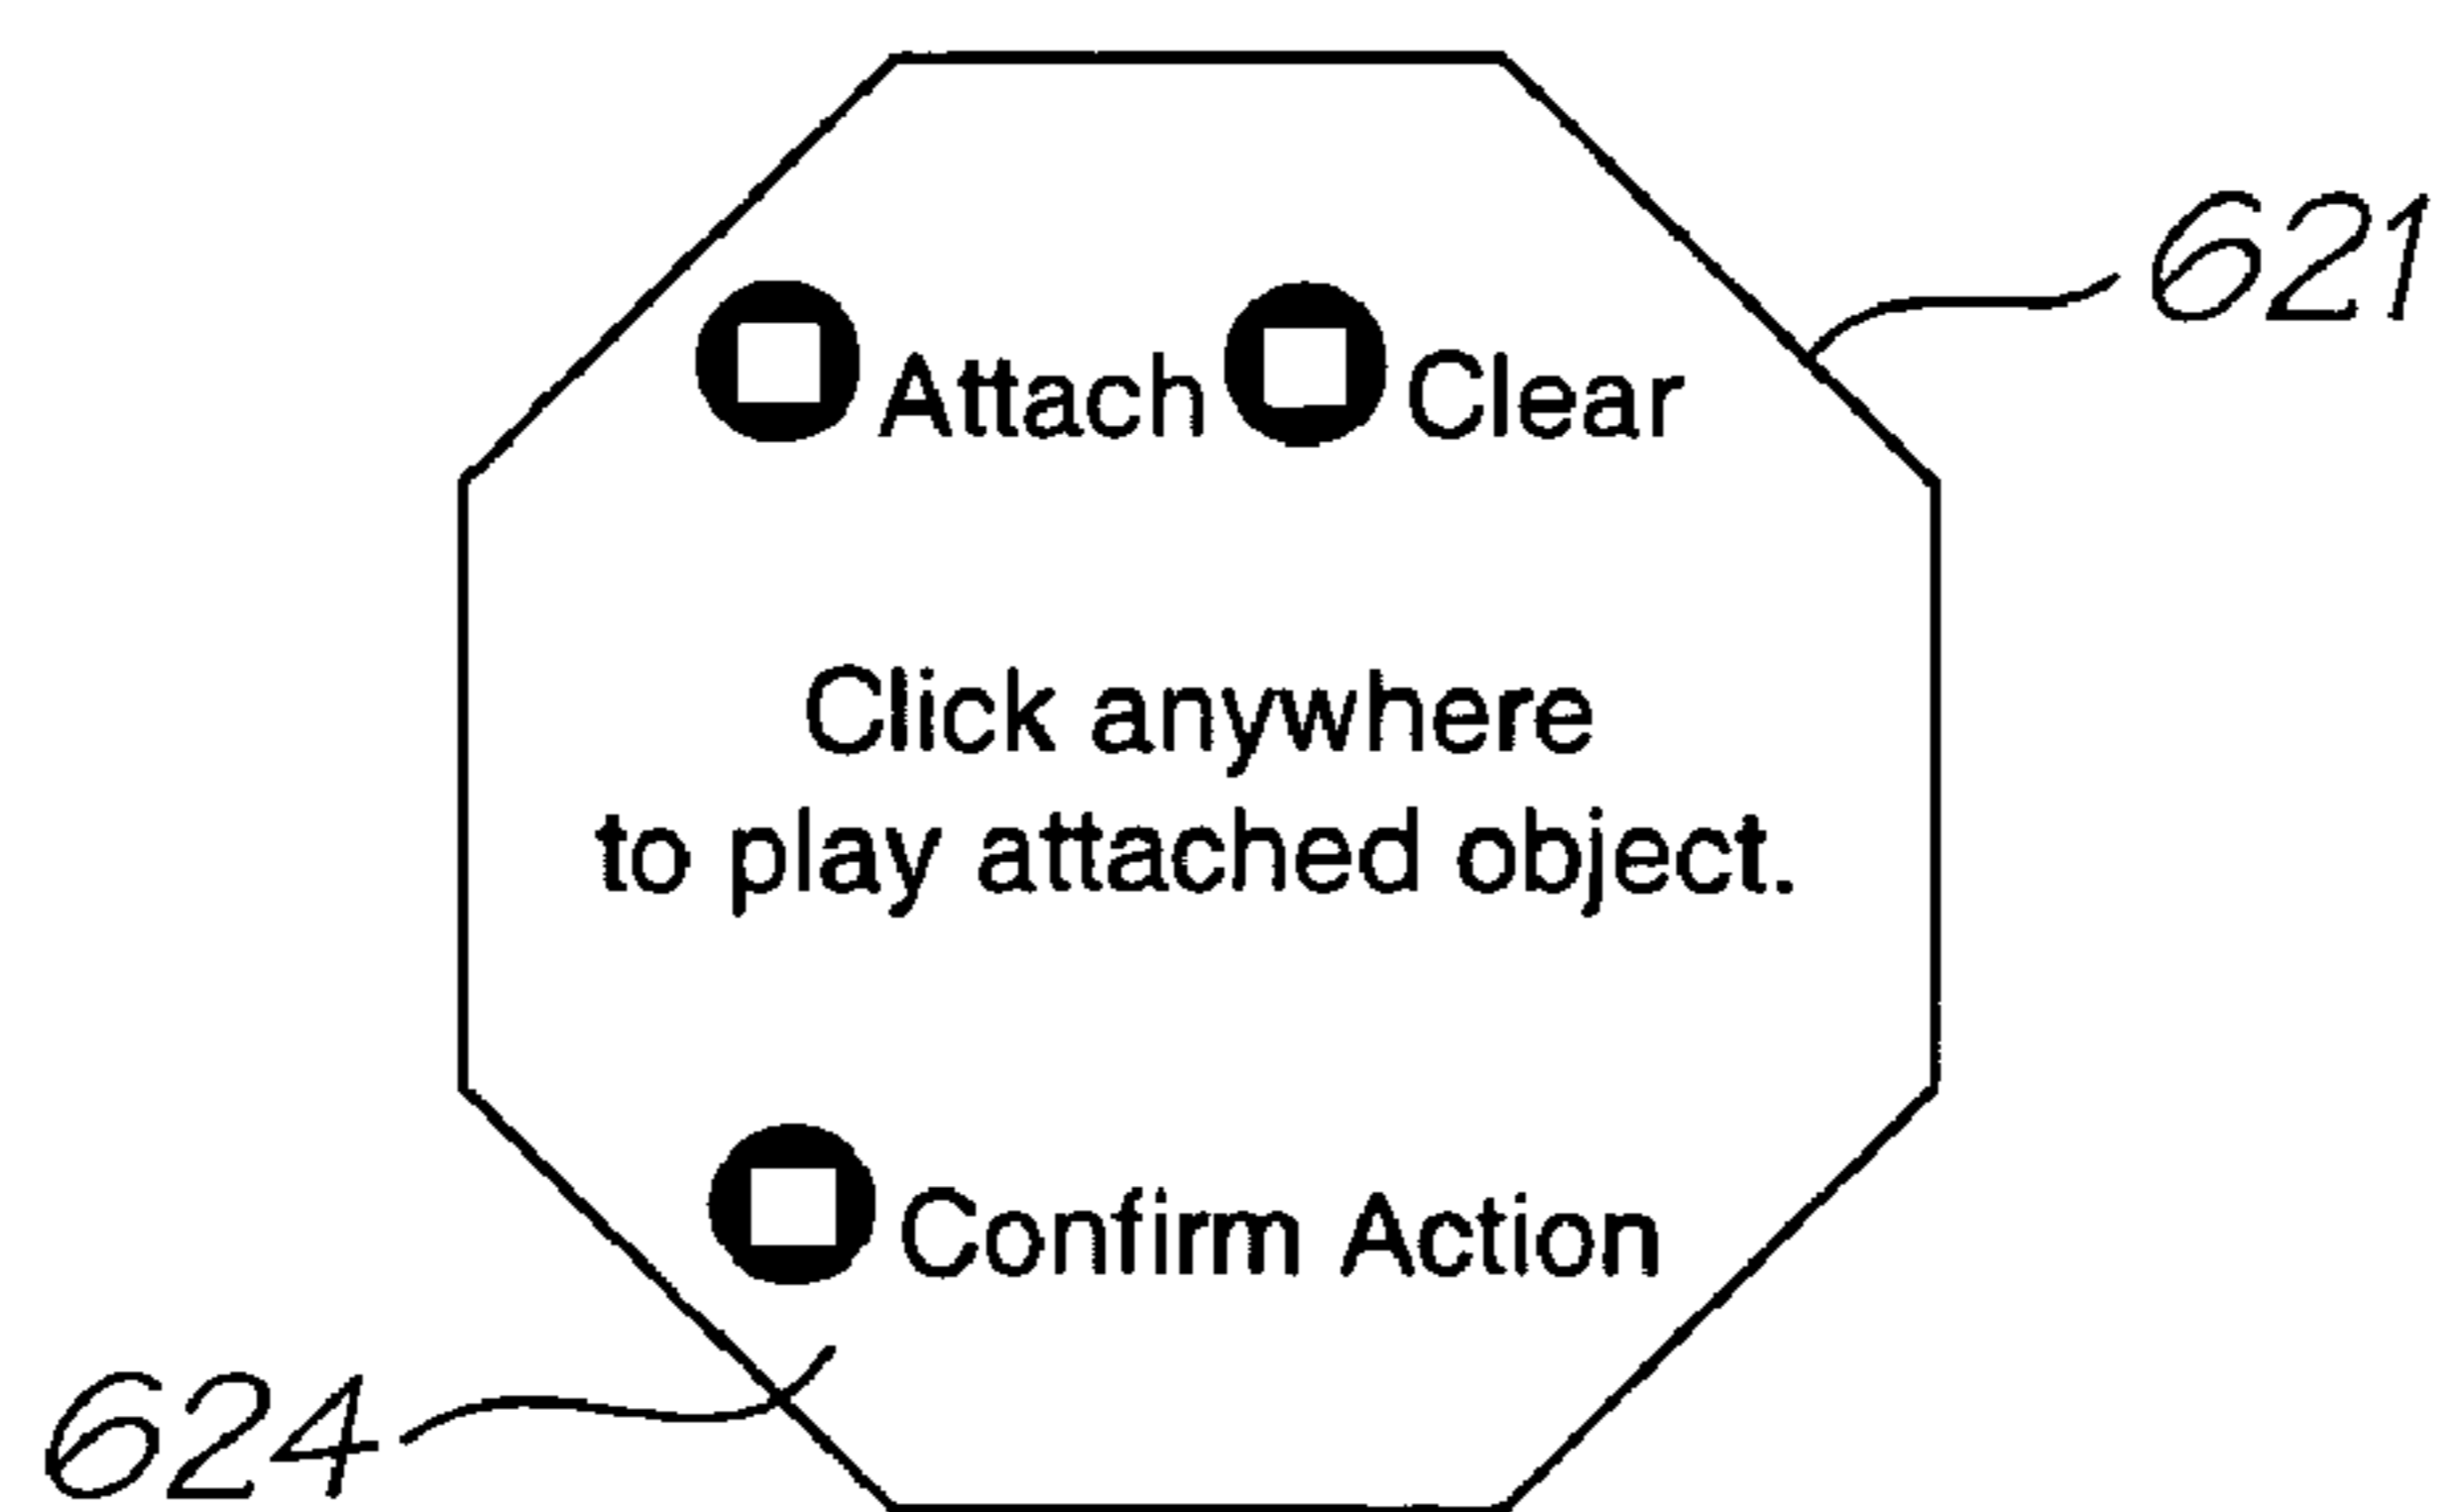 621
Attach Clear
Click anywhere
to play attached object.
Confirm Action
624